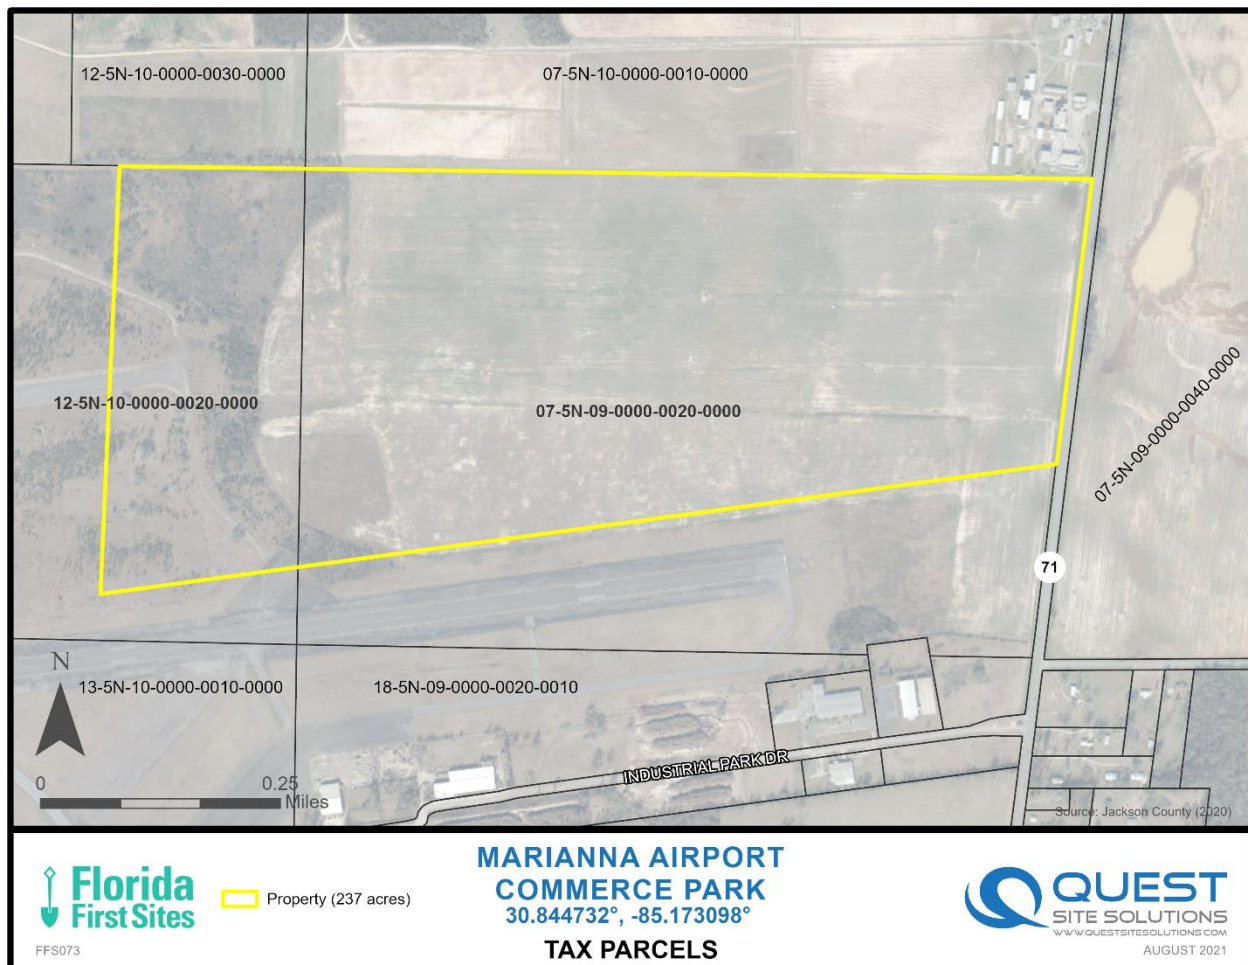 12-5N-10-0000-0030-0000
07-5N-10-0000-0010-0000
12-5N-10-0000-0020-0000
07-5N-09-0000-0020-0000
07-5N-09-0000-0040-0000
71
N
13-5N-10-0000-0010-0000
18-5N-09-0000-0020-0010
INDUSTRIAL PARK DR
0
0.25
Miles
Source: Jackson County (2020)
Florida
First Sites
FFS073
Property (237 acres)
MARIANNA AIRPORT
COMMERCE PARK
30.844732°, -85.173098°
TAX PARCELS
QUEST
SITE SOLUTIONS
WWW.QUESTSITESOLUTIONS.COM
AUGUST 2021